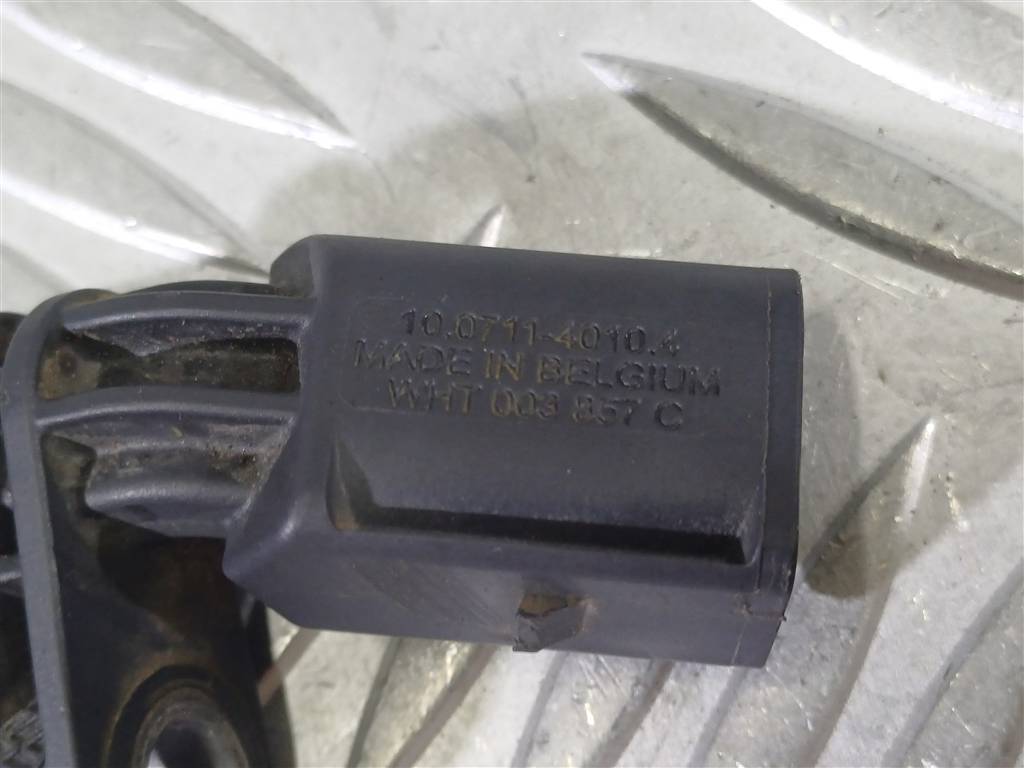 10.0711-4010.4
MADE IN BELGIUM
WHT 003 857 C